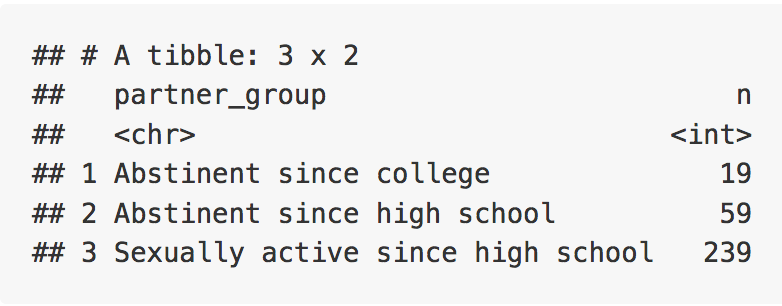 ## # A tibble: 3 x 2
##   partner_group                         n
##   <chr>                             <int>
## 1 Abstinent since college              19
## 2 Abstinent since high school          59
## 3 Sexually active since high school   239